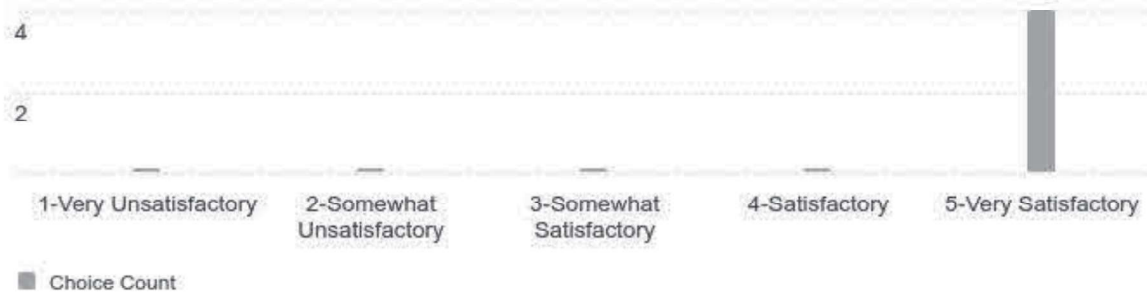 4
2
1-Very Unsatisfactory
2-Somewhat
Unsatisfactory
3-Somewhat
Satisfactory
4-Satisfactory
5-Very Satisfactory
Choice Count